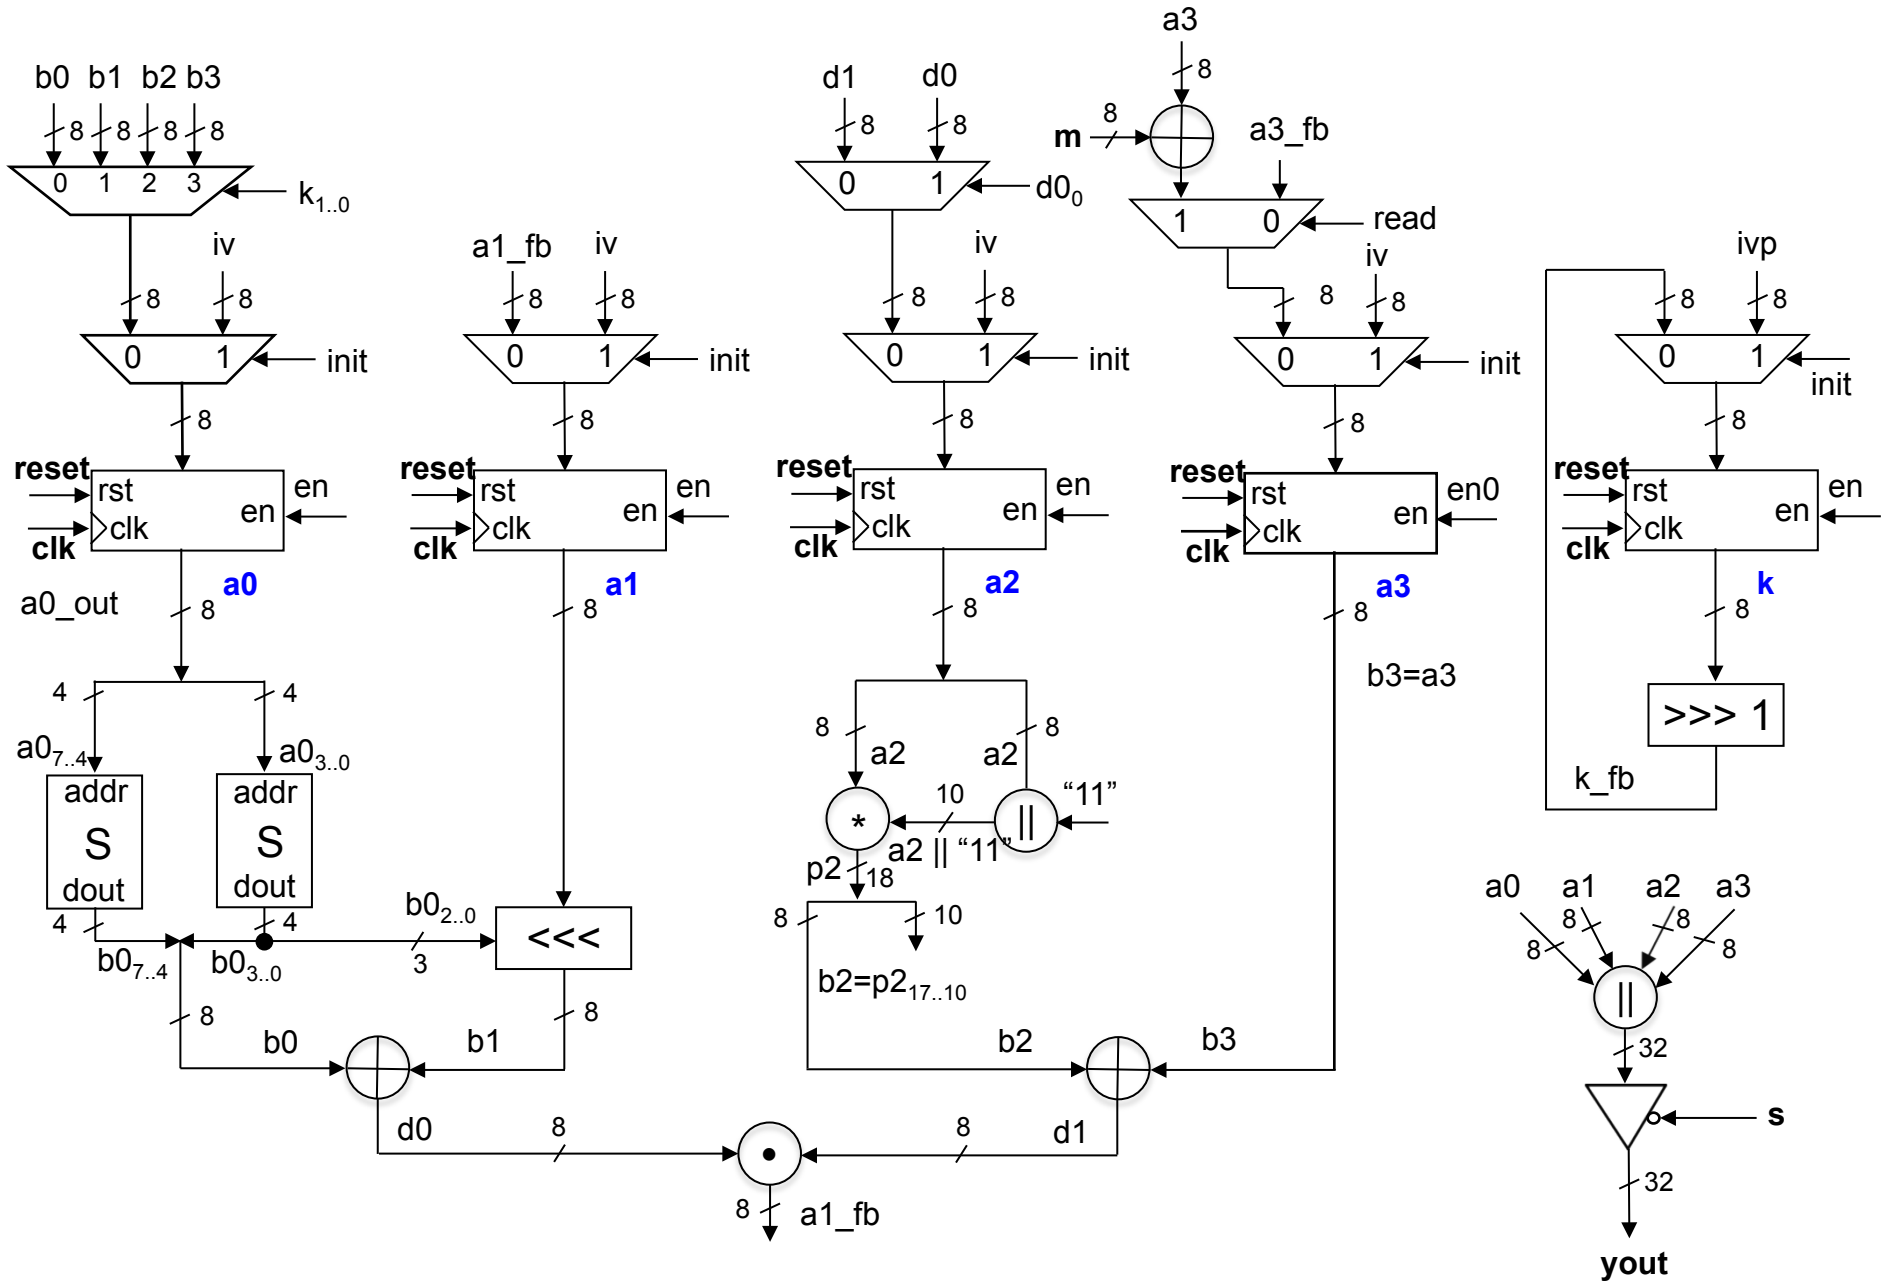 a3
b0 b1 b2 b3
8 8 8 8
0 1 2 3
k1..0
iv
8 8
0 1
init
8
reset
rst
clk
clk
en
en
a0
a0_out
8
4 4
a07..4
a03..0
addr
S
dout
addr
S
dout
4 4
b07..4
b03..0
b02..0
3
8
b0
a1_fb iv
8 8
0 1
init
8
reset
rst
clk
clk
en
en
a1
8
<<<
8
b1
d0
8
d1 d0
8 8
0 1
d00
iv
8 8
0 1
init
8
reset
rst
clk
clk
en
en
a2
8
8 8
a2 a2
*
10
||
“11”
a2 || “11”
p2
18
8
10
b2=p217..10
b2
8
m
8
a3_fb
1 0
read
iv
8 8
0 1
init
8
reset
rst
clk
clk
en
en0
a3
8
b3=a3
b3
d1
8
8
a1_fb
ivp
8 8
0 1
init
8
reset
rst
clk
clk
en
en
k
8
>>> 1
k_fb
a0 a1 a2 a3
8 8 8 8
||
32
s
32
yout